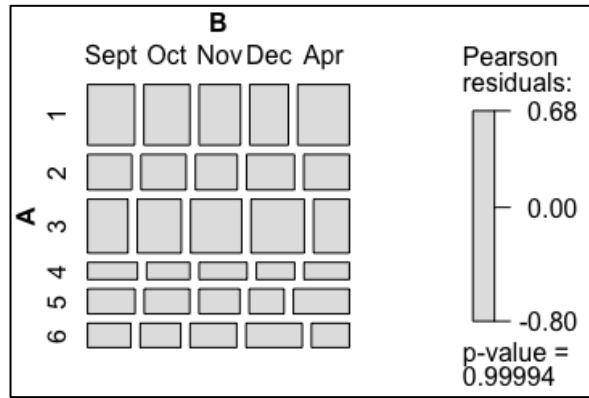 B
Sept Oct Nov Dec Apr
A
1
2
3
4
5
6
Pearson
residuals:
0.68
0.00
-0.80
p-value =
0.99994